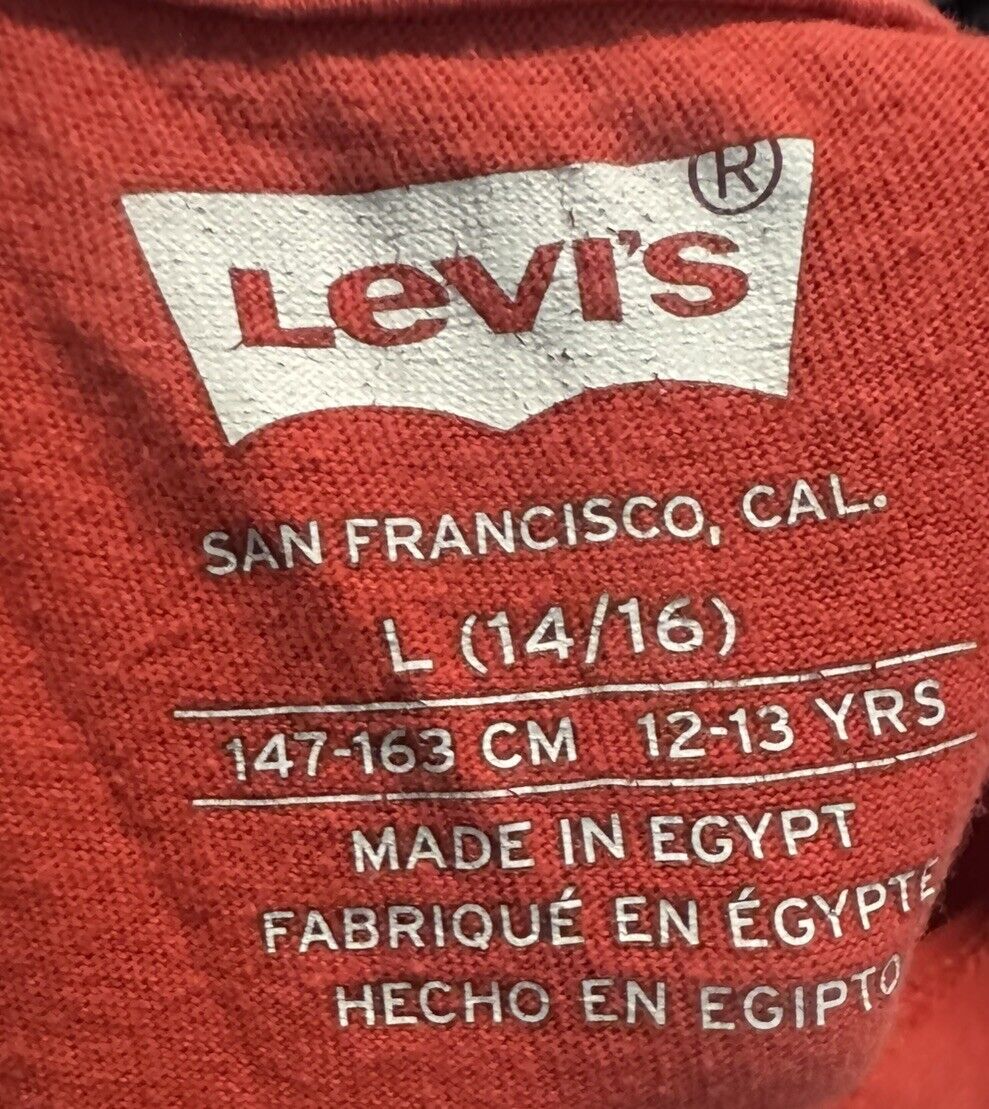 LEVI'S ®
SAN FRANCISCO, CAL.
L (14/16)
147-163 CM 12-13 YRS
MADE IN EGYPT
FABRIQUÉ EN ÉGYPTE
HECHO EN EGIPTO